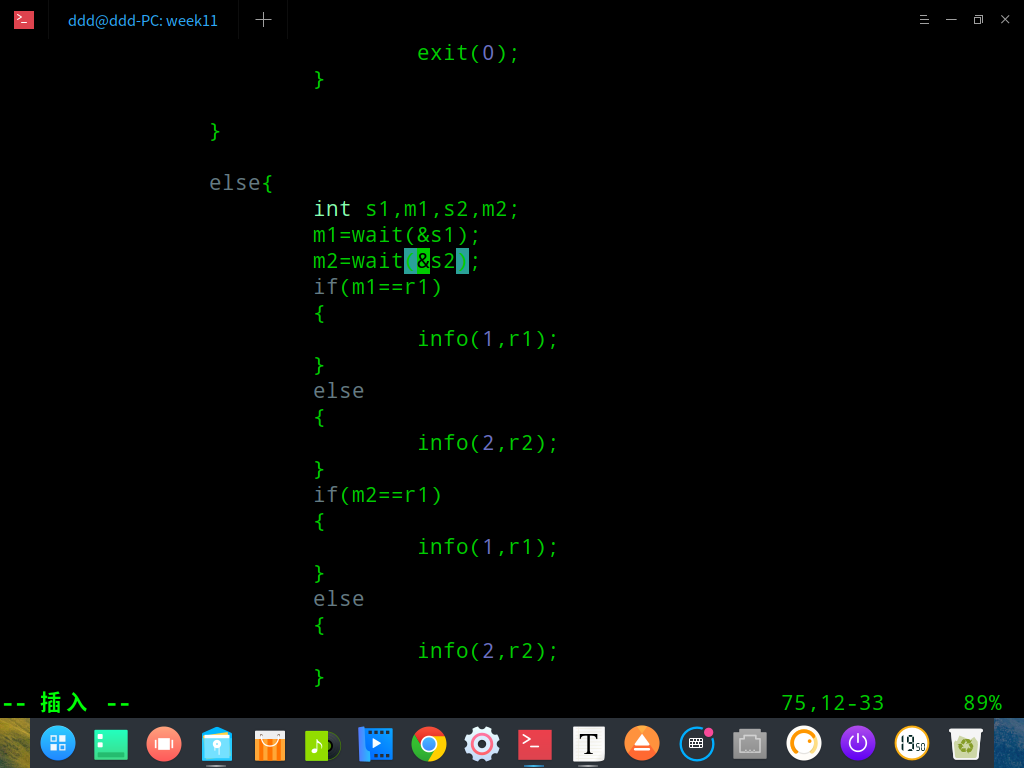 ddd@ddd-PC: week11
exit(0);
}
}
else{
int s1,m1,s2,m2;
m1=wait(&s1);
m2=wait(&s2);
if(m1==r1)
{
info(1,r1);
}
else
{
info(2,r2);
}
if(m2==r1)
{
info(1,r1);
}
else
{
info(2,r2);
}
-- 插入 -- 75,12-33 89%
T 19 50